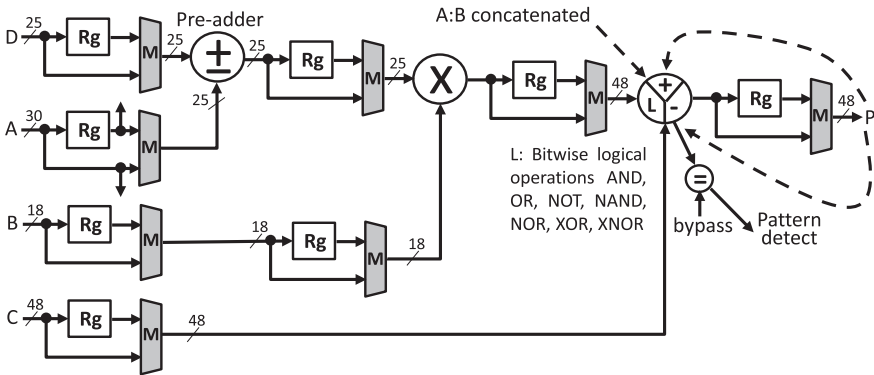 Pre-adder
A:B concatenated
D 25 Rg M 25 ± 25 Rg M 25 X Rg M 48 + L - Rg M 48 P
25
A 30 Rg M
L: Bitwise logical
operations AND,
OR, NOT, NAND,
NOR, XOR, XNOR
=
bypass
Pattern
detect
B 18 Rg M 18 Rg M 18
C 48 Rg M 48